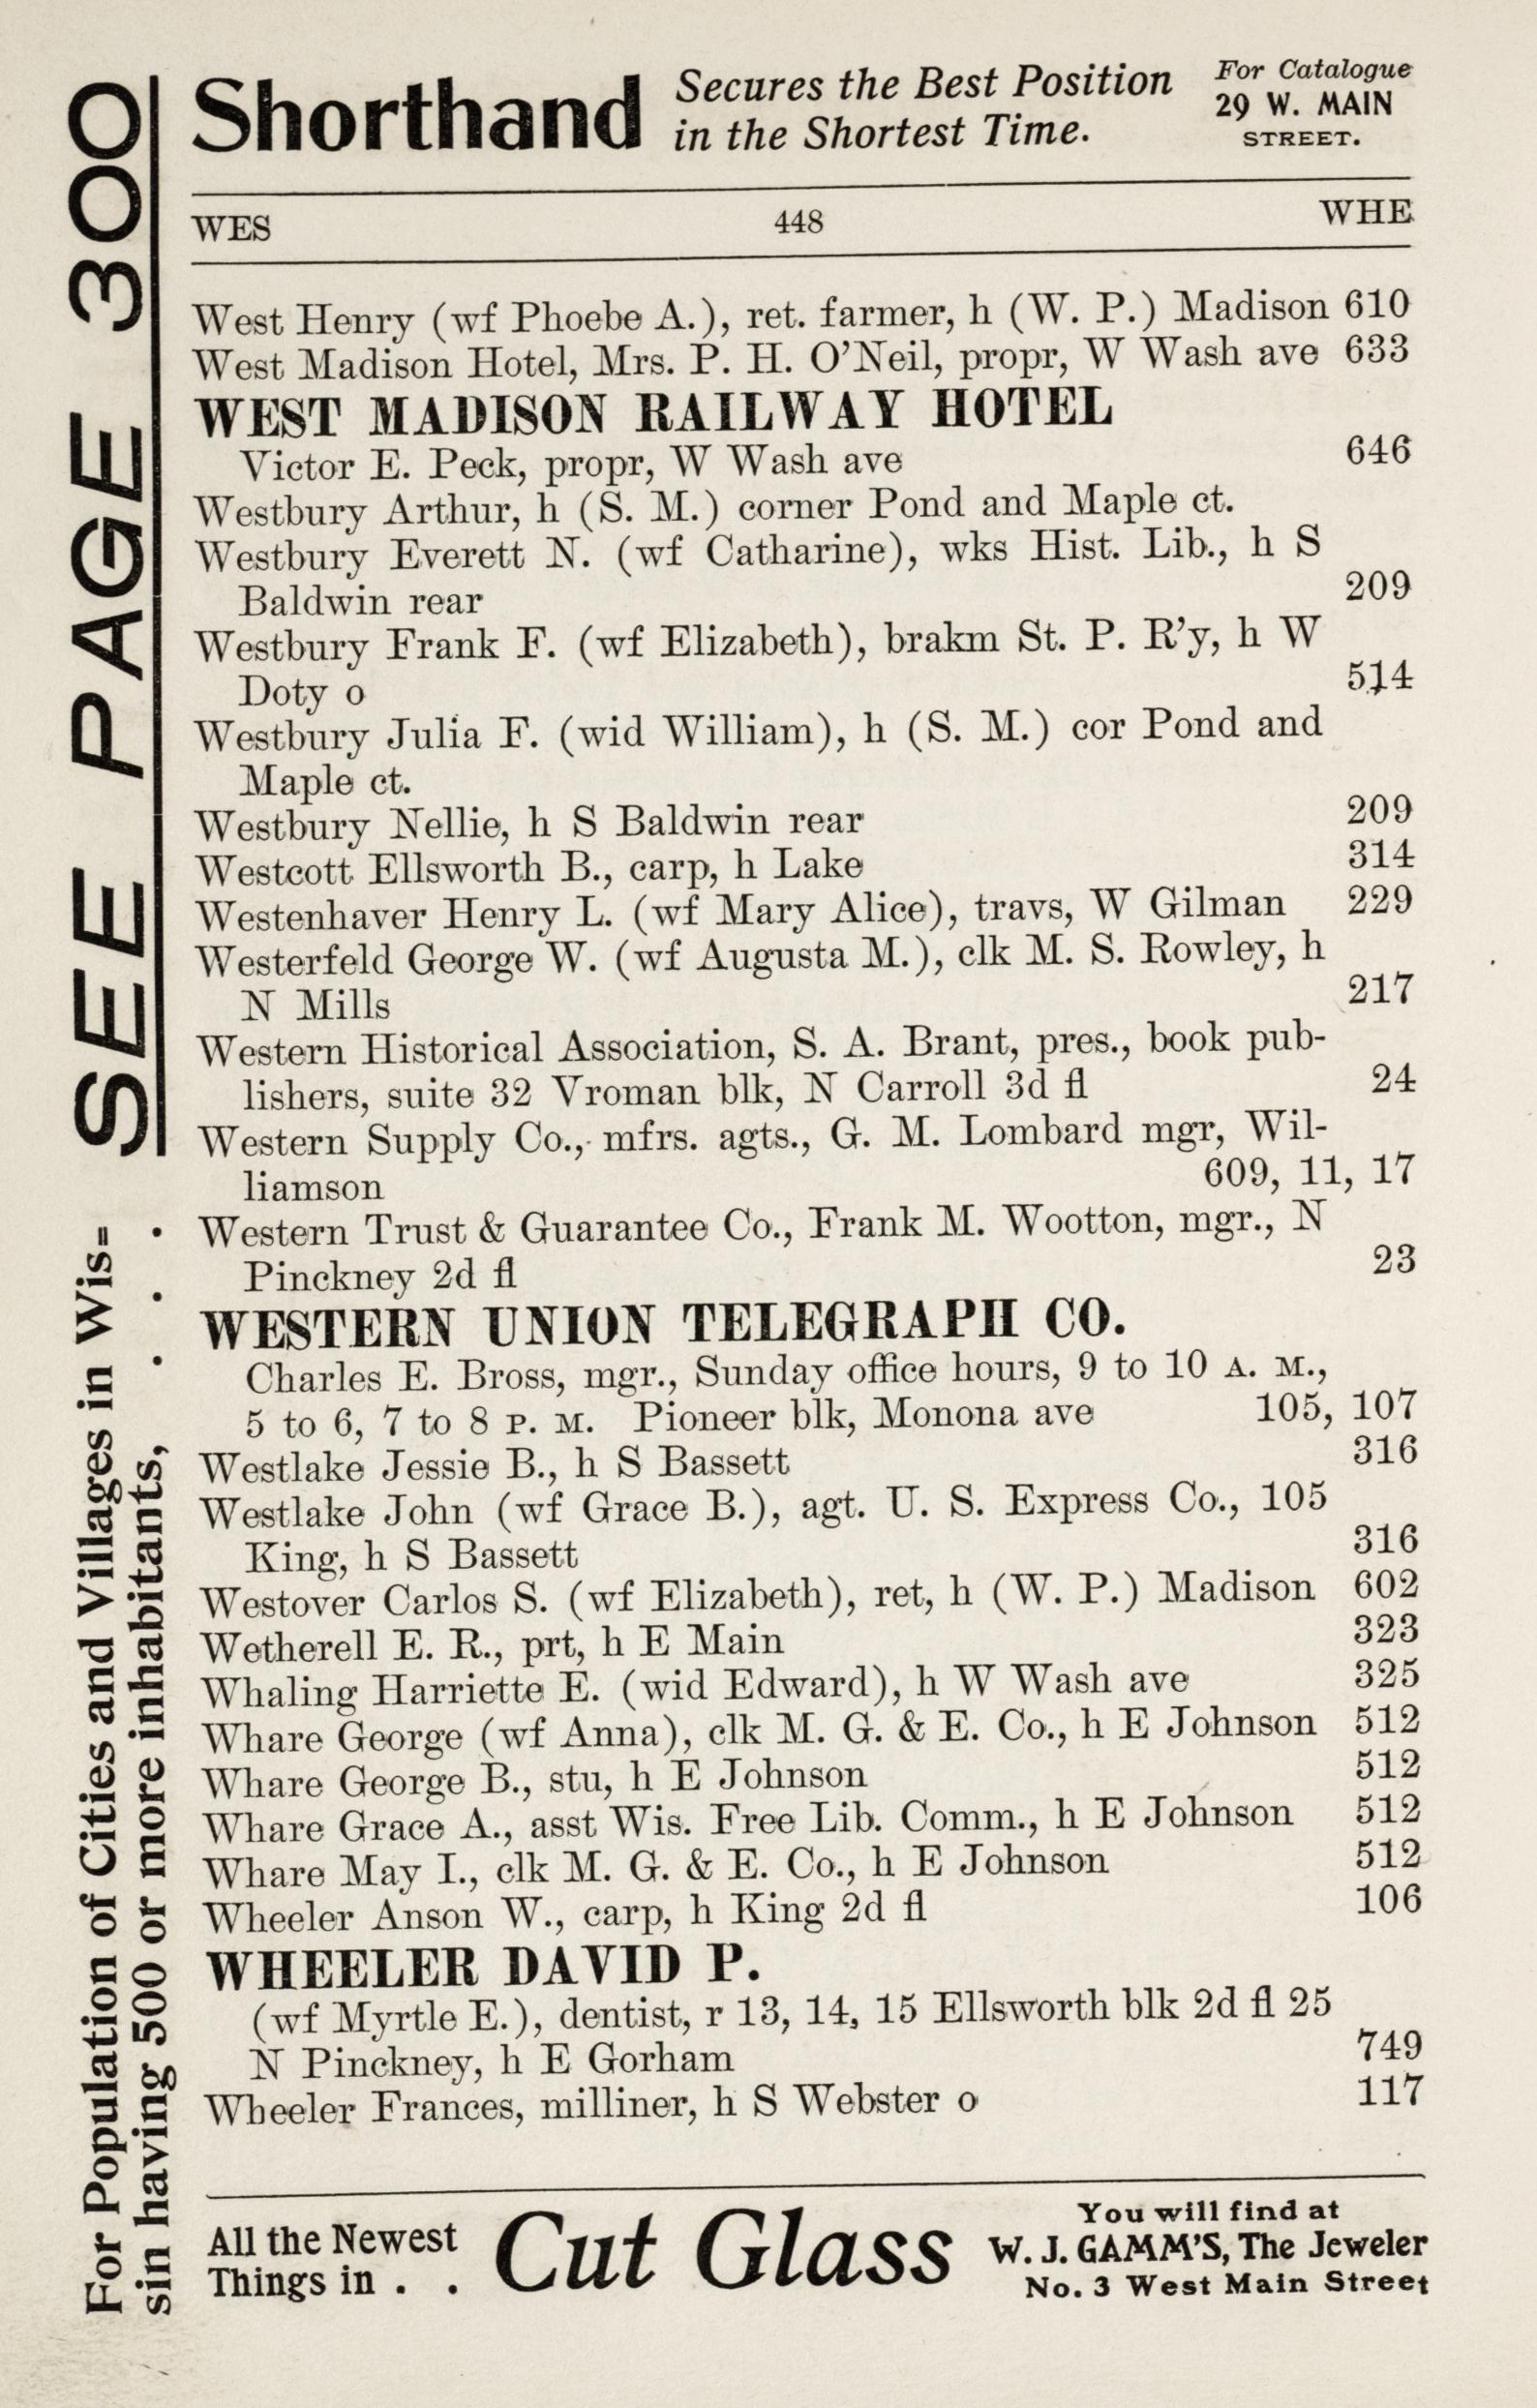 Shorthand Secures the Best Position in the Shortest Time.
For Catalogue
29 W. MAIN
STREET.
WES 448 WHE
West Henry (wf Phoebe A.), ret. farmer, h (W. P.) Madison 610
West Madison Hotel, Mrs. P. H. O'Neil, propr, W Wash ave 633
WEST MADISON RAILWAY HOTEL
Victor E. Peck, propr, W Wash ave 646
Westbury Arthur, h (S. M.) corner Pond and Maple ct.
Westbury Everett N. (wf Catharine), wks Hist. Lib., h S
Baldwin rear 209
Westbury Frank F. (wf Elizabeth), brakm St. P. R'y, h W
Doty o 514
Westbury Julia F. (wid William), h (S. M.) cor Pond and
Maple ct.
Westbury Nellie, h S Baldwin rear 209
Westcott Ellsworth B., carp, h Lake 314
Westenhaver Henry L. (wf Mary Alice), travs, W Gilman 229
Westerfeld George W. (wf Augusta M.), clk M. S. Rowley, h
N Mills 217
Western Historical Association, S. A. Brant, pres., book pub-
lishers, suite 32 Vroman blk, N Carroll 3d fl 24
Western Supply Co., mfrs. agts., G. M. Lombard mgr, Wil-
liamson 609, 11, 17
Western Trust & Guarantee Co., Frank M. Wootton, mgr., N
Pinckney 2d fl 23
WESTERN UNION TELEGRAPH CO.
Charles E. Bross, mgr., Sunday office hours, 9 to 10 A. M.,
5 to 6, 7 to 8 P. M. Pioneer blk, Monona ave 105, 107
Westlake Jessie B., h S Bassett 316
Westlake John (wf Grace B.), agt. U. S. Express Co., 105
King, h S Bassett 316
Westover Carlos S. (wf Elizabeth), ret, h (W. P.) Madison 602
Wetherell E. R., prt, h E Main 323
Whaling Harriette E. (wid Edward), h W Wash ave 325
Whare George (wf Anna), clk M. G. & E. Co., h E Johnson 512
Whare George B., stu, h E Johnson 512
Whare Grace A., asst Wis. Free Lib. Comm., h E Johnson 512
Whare May I., clk M. G. & E. Co., h E Johnson 512
Wheeler Anson W., carp, h King 2d fl 106
WHEELER DAVID P.
(wf Myrtle E.), dentist, r 13, 14, 15 Ellsworth blk 2d fl 25
N Pinckney, h E Gorham 749
Wheeler Frances, milliner, h S Webster o 117
All the Newest
Things in . . Cut Glass
You will find at
W. J. GAMM'S, The Jeweler
No. 3 West Main Street
For Population of Cities and Villages in Wis=
sin having 500 or more inhabitants, . . . SEE PAGE 300